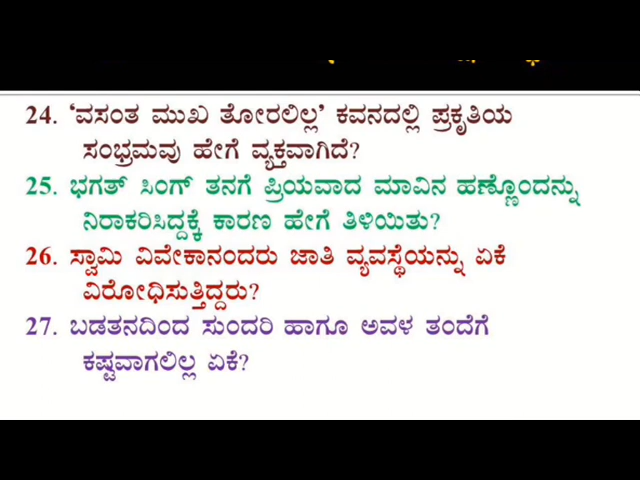 24. ‘ವಸಂತ ಮುಖ ತೋರಲಿಲ್ಲ’ ಕವನದಲ್ಲಿ ಪ್ರಕೃತಿಯ
ಸಂಭ್ರಮವು ಹೇಗೆ ವ್ಯಕ್ತವಾಗಿದೆ?
25. ಭಗತ್ ಸಿಂಗ್ ತನಗೆ ಪ್ರಿಯವಾದ ಮಾವಿನ ಹಣ್ಣೊಂದನ್ನು
ನಿರಾಕರಿಸಿದ್ದಕ್ಕೆ ಕಾರಣ ಹೇಗೆ ತಿಳಿಯಿತು?
26. ಸ್ವಾಮಿ ವಿವೇಕಾನಂದರು ಜಾತಿ ವ್ಯವಸ್ಥೆಯನ್ನು ಏಕೆ
ವಿರೋಧಿಸುತ್ತಿದ್ದರು?
27. ಬಡತನದಿಂದ ಸುಂದರಿ ಹಾಗೂ ಅವಳ ತಂದೆಗೆ
ಕಷ್ಟವಾಗಲಿಲ್ಲ ಏಕೆ?